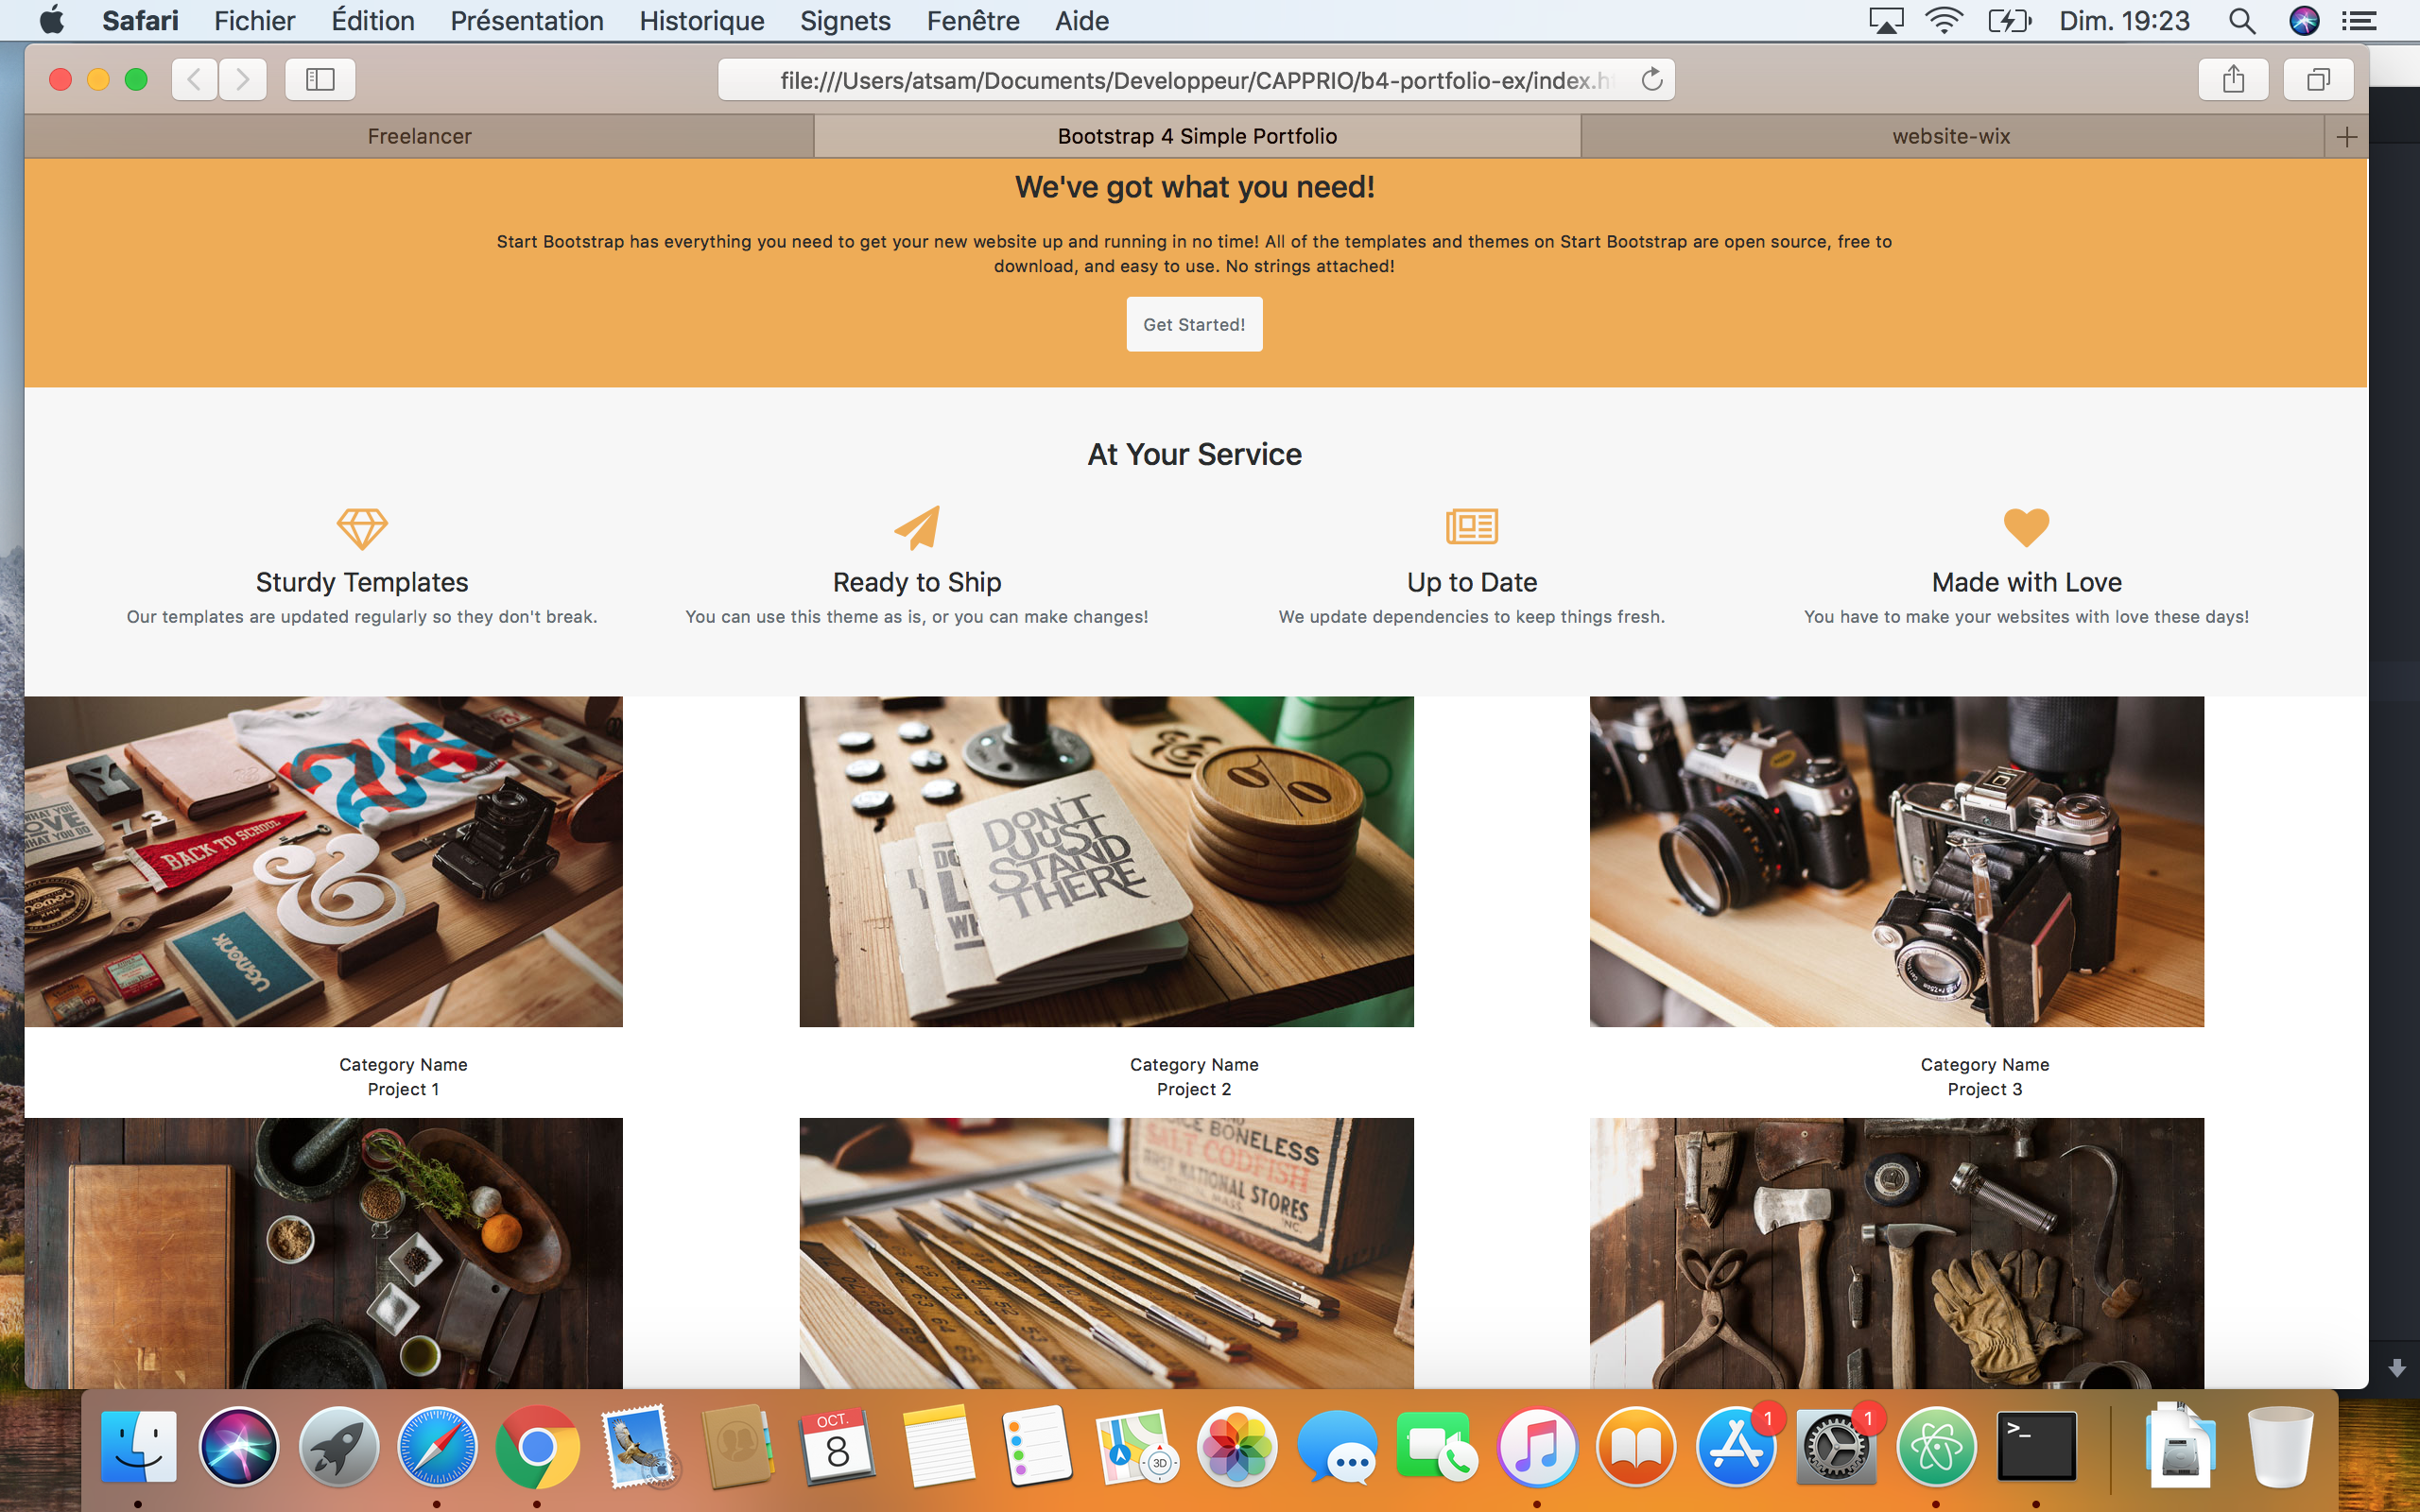 Safari Fichier Édition Présentation Historique Signets Fenêtre Aide Dim. 19:23
file:///Users/atsam/Documents/Developpeur/CAPPRIO/b4-portfolio-ex/index.h
Freelancer Bootstrap 4 Simple Portfolio website-wix
We've got what you need!
Start Bootstrap has everything you need to get your new website up and running in no time! All of the templates and themes on Start Bootstrap are open source, free to
download, and easy to use. No strings attached!
Get Started!
At Your Service
Sturdy Templates Ready to Ship Up to Date Made with Love
Our templates are updated regularly so they don't break. You can use this theme as is, or you can make changes! We update dependencies to keep things fresh. You have to make your websites with love these days!
WHAT YOU
LOVE
WHAT YOU DO
BACK TO SCHOOL
UGMONK
DON'T
JUST
STAND
THERE
Category Name Category Name Category Name
Project 1 Project 2 Project 3
BONELESS
SALT CODFISH
NATIONAL STORES
INC.
OCT.
8
3D
1
1
>_